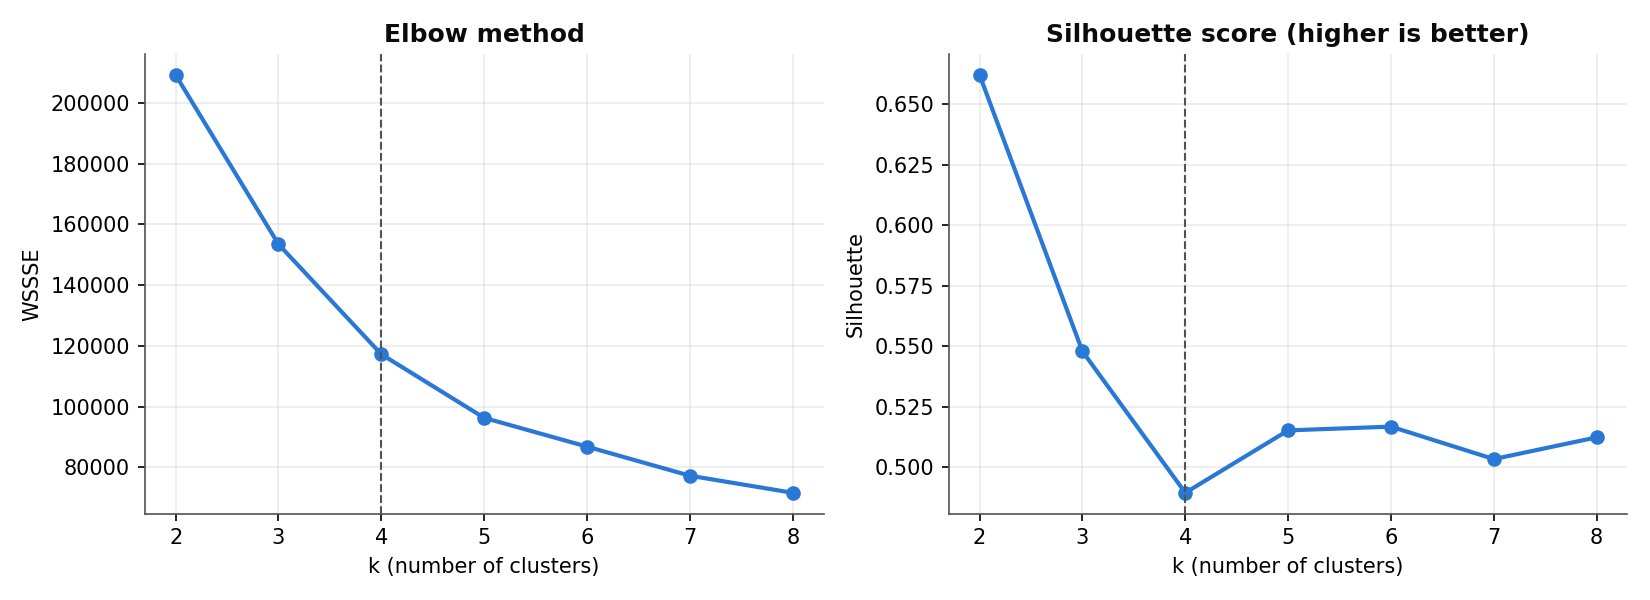 Elbow method
WSSSE
200000
180000
160000
140000
120000
100000
80000
2 3 4 5 6 7 8
k (number of clusters)
Silhouette score (higher is better)
Silhouette
0.650
0.625
0.600
0.575
0.550
0.525
0.500
2 3 4 5 6 7 8
k (number of clusters)